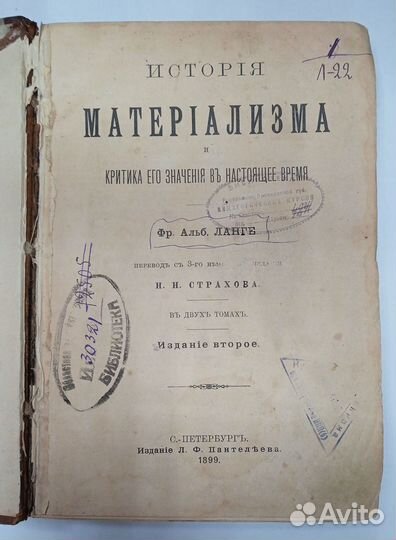 1
Л-22
ИСТОРІЯ
МАТЕРІАЛИЗМА
И
КРИТИКА ЕГО ЗНАЧЕНІЯ ВЪ НАСТОЯЩЕЕ ВРЕМЯ
Фр. Альб. ЛАНГЕ
ПЕРЕВОДЪ СЪ 3-ГО
Н. Н. СТРАХОВА.
ВЪ ДВУХЪ ТОМАХЪ.
Изданіе второе.
И 30321
БИБЛИОТЕКА
С.-ПЕТЕРБУРГЪ.
Изданіе Л. Ф. Пантелѣева.
1899.
Avito